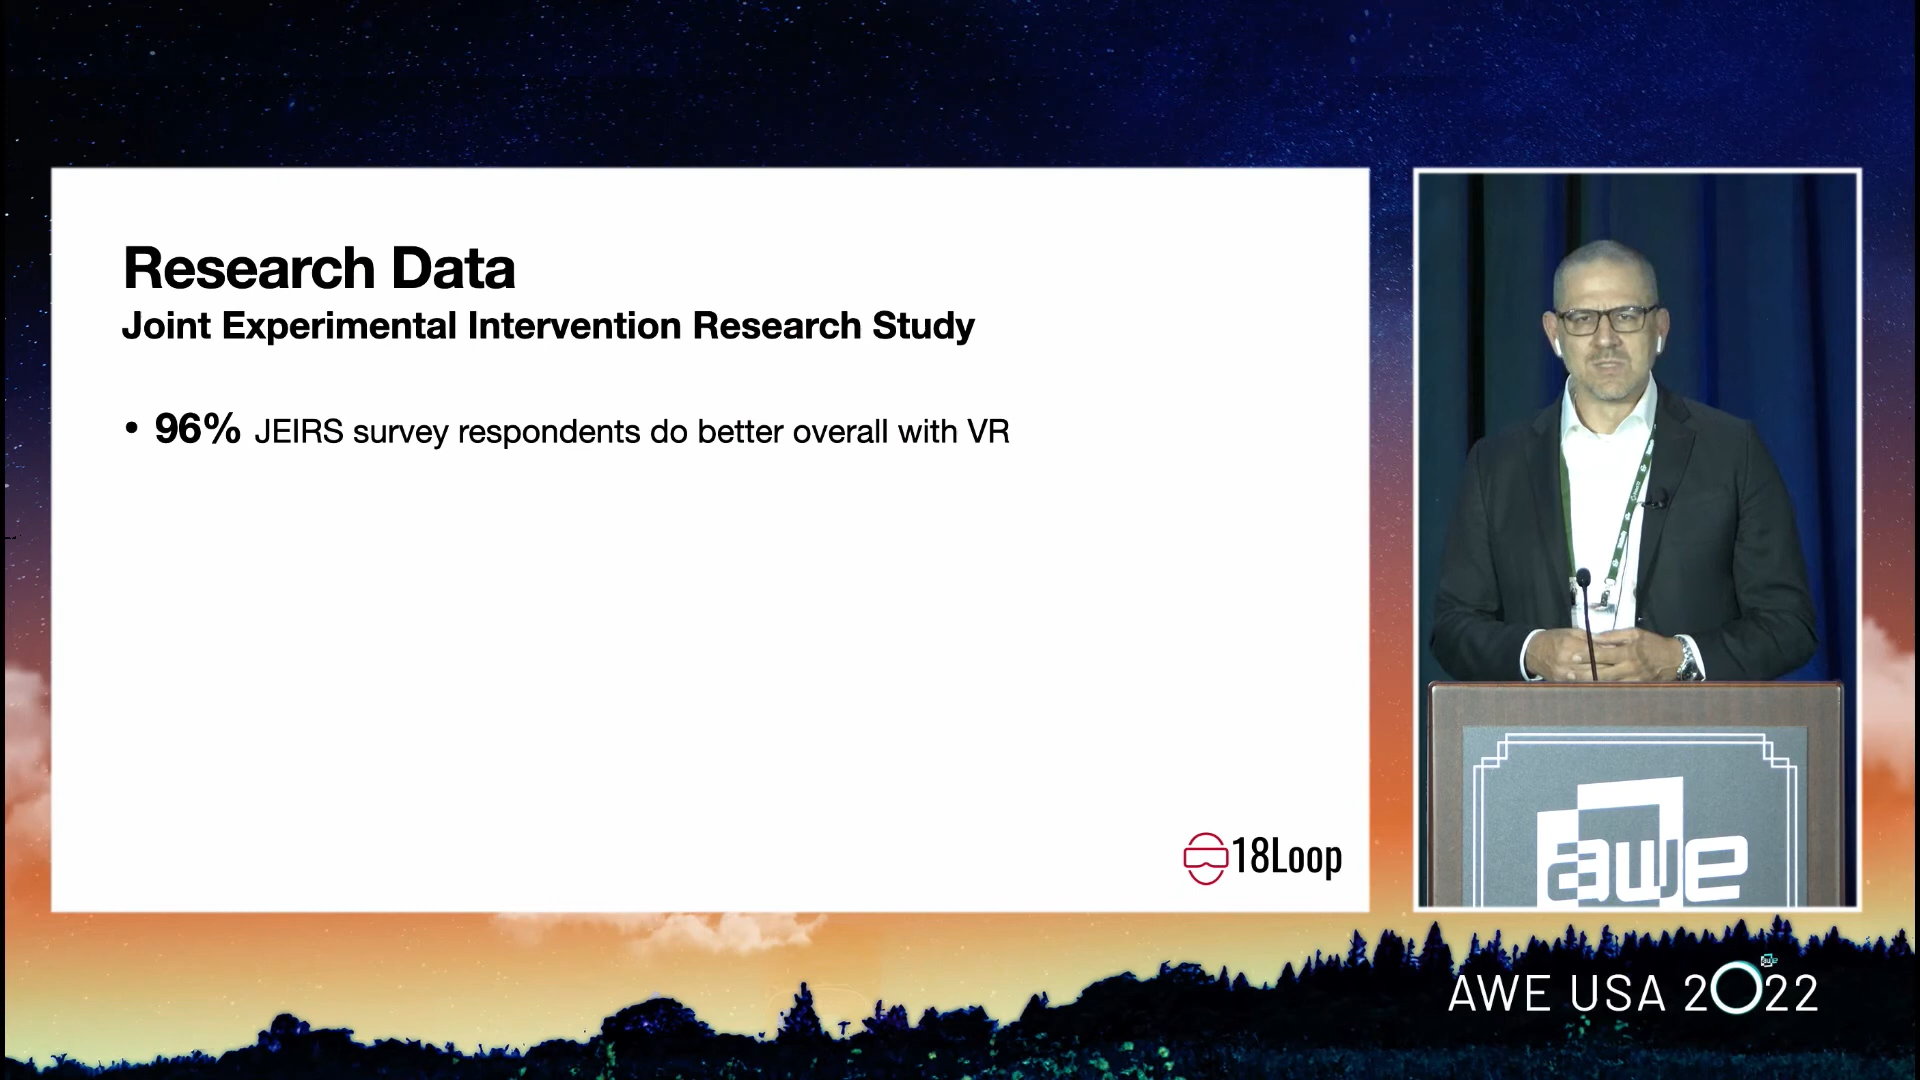 Research Data
Joint Experimental Intervention Research Study
• 96% JEIRS survey respondents do better overall with VR
18Loop
awe
AWE USA 2022